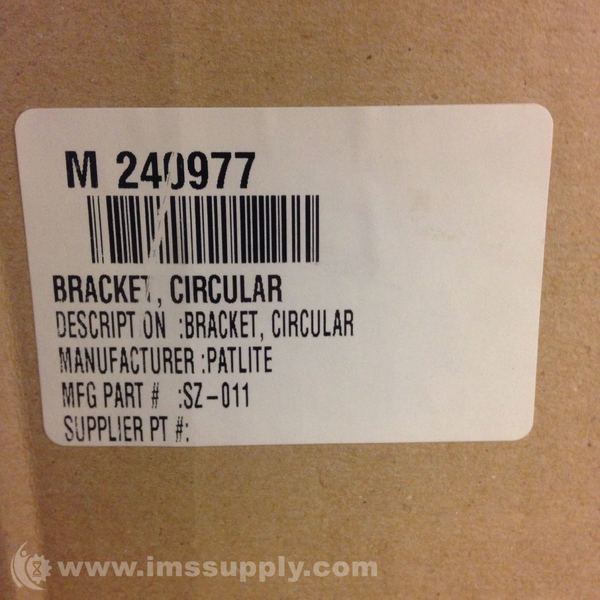 M 240977
BRACKET, CIRCULAR
DESCRIPT ON :BRACKET, CIRCULAR
MANUFACTURER :PATLITE
MFG PART # :SZ-011
SUPPLIER PT #:
www.imssupply.com